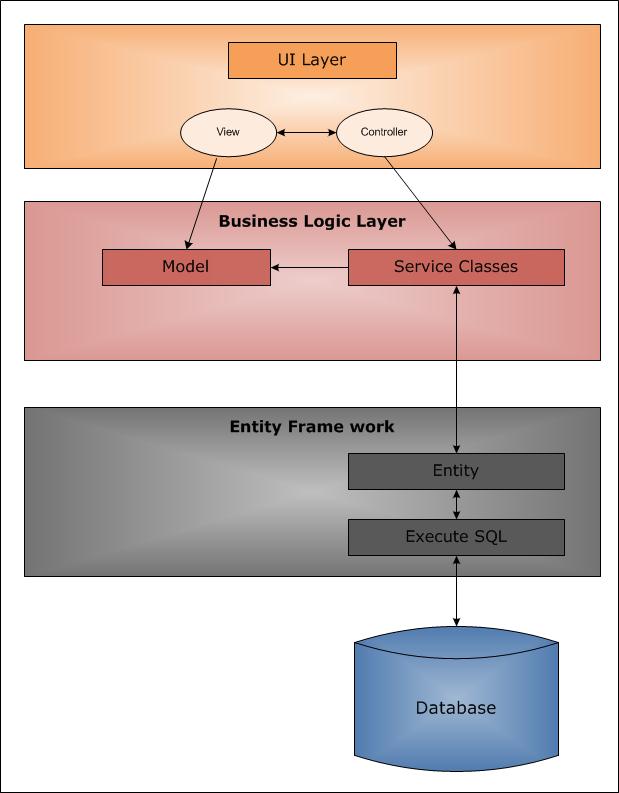 UI Layer
View
Controller
Business Logic Layer
Model
Service Classes
Entity Frame work
Entity
Execute SQL
Database